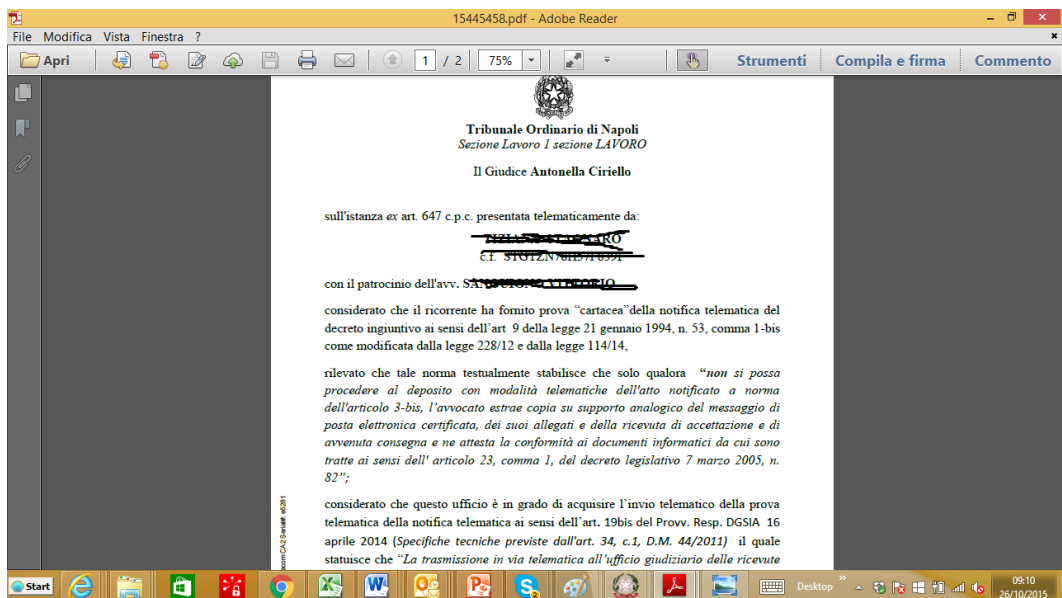 15445458.pdf - Adobe Reader
File Modifica Vista Finestra ?
Apri 1 / 2 75% Strumenti Compila e firma Commento
Tribunale Ordinario di Napoli
Sezione Lavoro 1 sezione LAVORO
Il Giudice Antonella Ciriello
sull'istanza ex art. 647 c.p.c. presentata telematicamente da:
c.f.
con il patrocinio dell'avv.
considerato che il ricorrente ha fornito prova “cartacea”della notifica telematica del
decreto ingiuntivo ai sensi dell’art 9 della legge 21 gennaio 1994, n. 53, comma 1-bis
come modificata dalla legge 228/12 e dalla legge 114/14,
rilevato che tale norma testualmente stabilisce che solo qualora “non si possa
procedere al deposito con modalità telematiche dell'atto notificato a norma
dell'articolo 3-bis, l’avvocato estrae copia su supporto analogico del messaggio di
posta elettronica certificata, dei suoi allegati e della ricevuta di accettazione e di
avvenuta consegna e ne attesta la conformità ai documenti informatici da cui sono
tratte ai sensi dell' articolo 23, comma 1, del decreto legislativo 7 marzo 2005, n.
82”;
considerato che questo ufficio è in grado di acquisire l’invio telematico della prova
telematica della notifica telematica ai sensi dell’art. 19bis del Provv. Resp. DGSIA 16
aprile 2014 (Specifiche tecniche previste dall'art. 34, c.1, D.M. 44/2011) il quale
statuisce che “La trasmissione in via telematica all’ufficio giudiziario delle ricevute
Start Desktop 09:10
26/10/2015